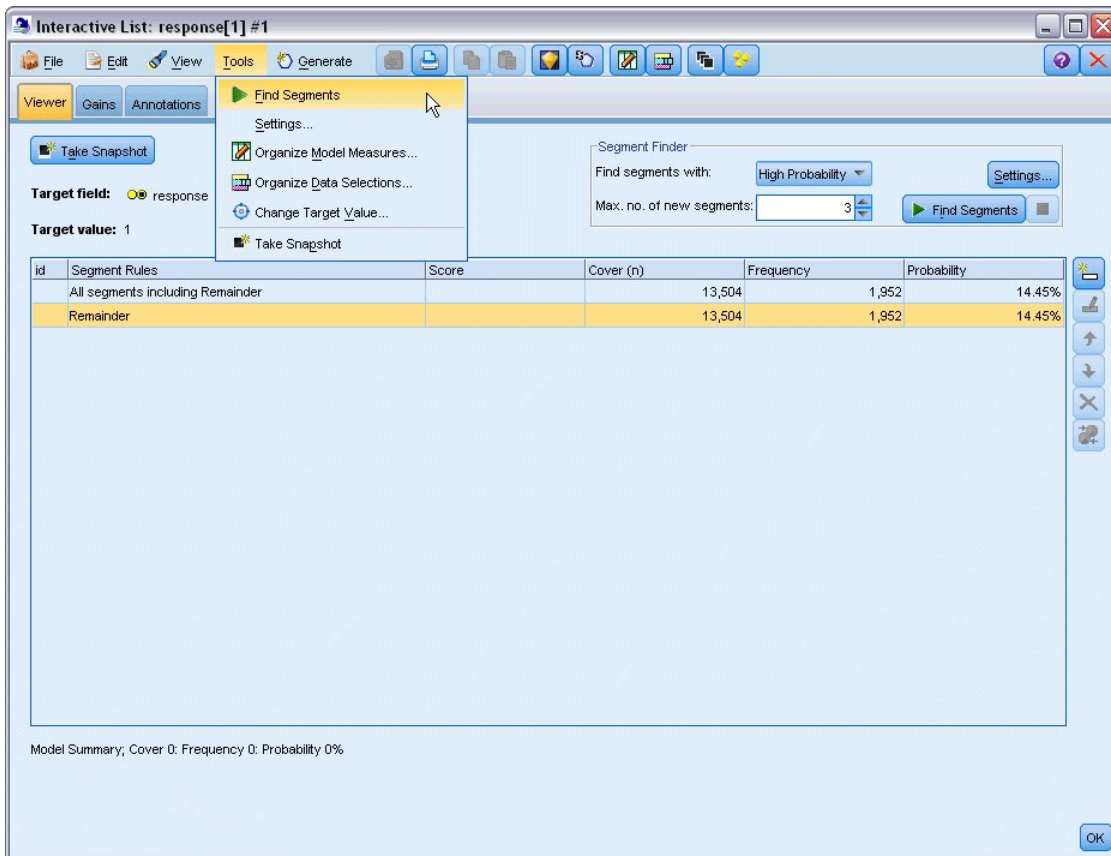 Interactive List: response[1] #1
File Edit View Tools Generate
Viewer Gains Annotations
Find Segments
Settings...
Organize Model Measures...
Organize Data Selections...
Change Target Value...
Take Snapshot
Take Snapshot
Target field: response
Target value: 1
Segment Finder
Find segments with: High Probability Settings...
Max. no. of new segments: 3 Find Segments
id Segment Rules Score Cover (n) Frequency Probability
All segments including Remainder 13,504 1,952 14.45%
Remainder 13,504 1,952 14.45%
Model Summary; Cover 0: Frequency 0: Probability 0%
OK